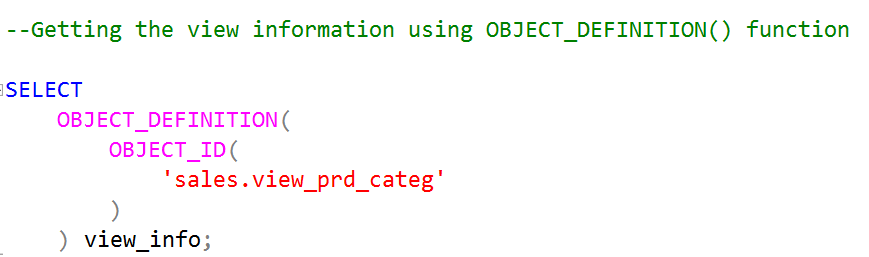 --Getting the view information using OBJECT_DEFINITION() function
SELECT
OBJECT_DEFINITION(
OBJECT_ID(
'sales.view_prd_categ'
)
) view_info;